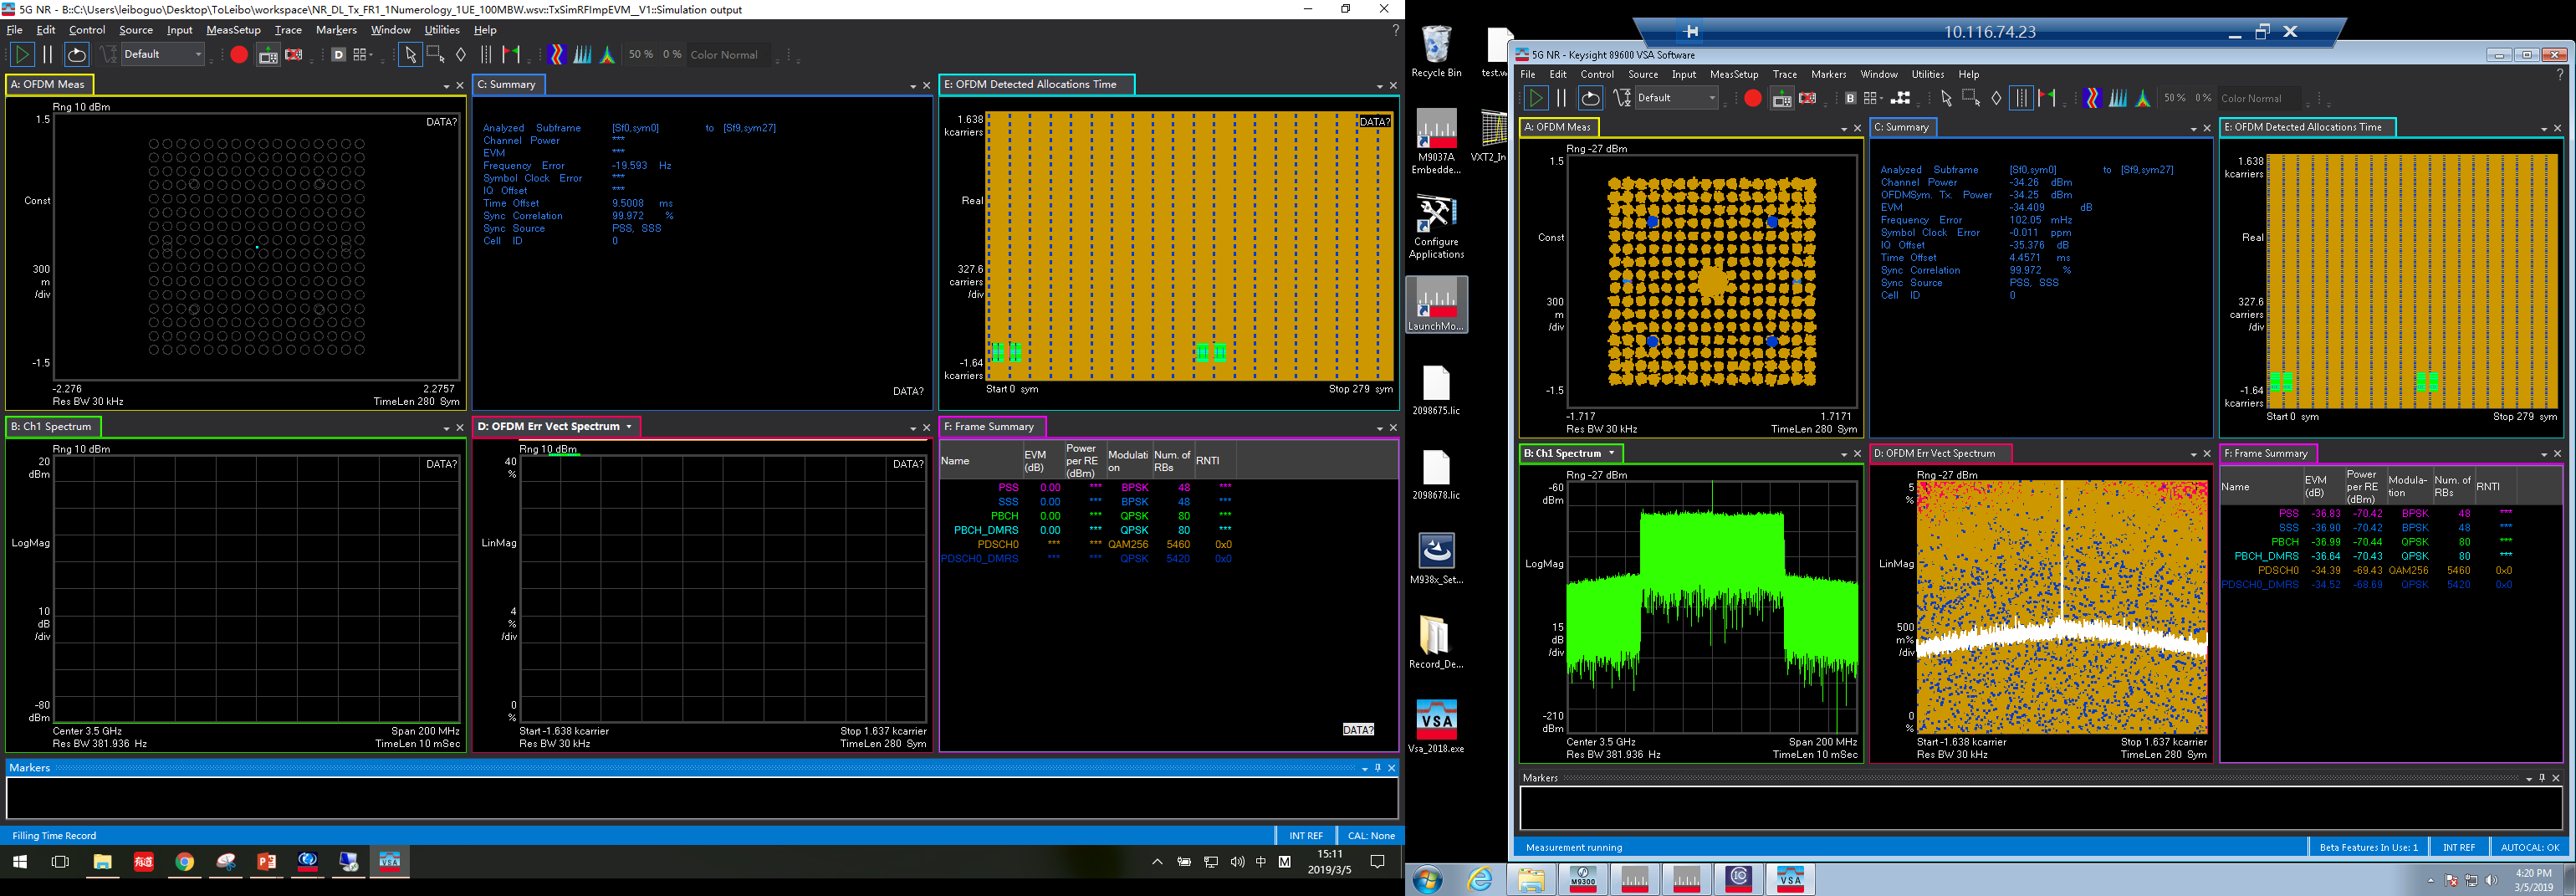 5G NR - B::C:\Users\leiboguo\Desktop\ToLeibo\workspace\NR_DL_Tx_FR1_1Numerology_1UE_100MBW.wsv::TxSimRFImpEVM__V1::Simulation output
File Edit Control Source Input MeasSetup Trace Markers Window Utilities Help
Default
D
50 % 0 % Color Normal
A: OFDM Meas
Rng 10 dBm
1.5
DATA?
Const
300
m
/div
-1.5
-2.276
2.2757
Res BW 30 kHz
TimeLen 280 Sym
C: Summary
Analyzed Subframe [Sf0,sym0] to [Sf9,sym27]
Channel Power ***
EVM ***
Frequency Error -19.593 Hz
Symbol Clock Error ***
IQ Offset ***
Time Offset 9.5008 ms
Sync Correlation 99.972 %
Sync Source PSS, SSS
Cell ID 0
DATA?
E: OFDM Detected Allocations Time
1.638
kcarriers
DATA?
Real
327.6
carriers
/div
-1.64
kcarriers
Start 0 sym
Stop 279 sym
B: Ch1 Spectrum
Rng 10 dBm
20
dBm
DATA?
LogMag
10
dB
/div
-80
dBm
Center 3.5 GHz
Span 200 MHz
Res BW 381.936 Hz
TimeLen 10 mSec
D: OFDM Err Vect Spectrum
Rng 10 dBm
40
%
DATA?
LinMag
4
%
/div
0
%
Start -1.638 kcarrier
Stop 1.637 kcarrier
Res BW 30 kHz
TimeLen 280 Sym
F: Frame Summary
Name EVM (dB) Power per RE (dBm) Modulati on Num. of RBs RNTI
PSS 0.00 *** BPSK 48 ***
SSS 0.00 *** BPSK 48 ***
PBCH 0.00 *** QPSK 80 ***
PBCH_DMRS 0.00 *** QPSK 80 ***
PDSCH0 *** *** QAM256 5460 0x0
PDSCH0_DMRS *** *** QPSK 5420 0x0
DATA?
Markers
Filling Time Record
INT REF
CAL: None
有道
VSA
中
M
15:11
2019/3/5
Recycle Bin
test.w
M9037A
Embedde...
VXT2_In
Configure
Applications
LaunchMo...
2098675.lic
2098678.lic
M938x_Set...
Record_De...
VSA
Vsa_2018.exe
10.116.74.23
5G NR - Keysight 89600 VSA Software
File Edit Control Source Input MeasSetup Trace Markers Window Utilities Help
Default
B
50 % 0 % Color Normal
A: OFDM Meas
Rng -27 dBm
1.5
Const
300
m
/div
-1.5
-1.717
1.7171
Res BW 30 kHz
TimeLen 280 Sym
C: Summary
Analyzed Subframe [Sf0,sym0] to [Sf9,sym27]
Channel Power -34.26 dBm
OFDMSym. Tx. Power -34.25 dBm
EVM -34.409 dB
Frequency Error 102.05 mHz
Symbol Clock Error -0.011 ppm
IQ Offset -35.376 dB
Time Offset 4.4571 ms
Sync Correlation 99.972 %
Sync Source PSS, SSS
Cell ID 0
E: OFDM Detected Allocations Time
1.638
kcarriers
Real
327.6
carriers
/div
-1.64
kcarriers
Start 0 sym
Stop 279 sym
B: Ch1 Spectrum
Rng -27 dBm
-60
dBm
LogMag
15
dB
/div
-210
dBm
Center 3.5 GHz
Span 200 MHz
Res BW 381.936 Hz
TimeLen 10 mSec
D: OFDM Err Vect Spectrum
Rng -27 dBm
5
%
LinMag
500
m%
/div
0
%
Start -1.638 kcarrier
Stop 1.637 kcarrier
Res BW 30 kHz
TimeLen 280 Sym
F: Frame Summary
Name EVM (dB) Power per RE (dBm) Modula- tion Num. of RBs RNTI
PSS -36.83 -70.42 BPSK 48 ***
SSS -36.90 -70.42 BPSK 48 ***
PBCH -36.99 -70.44 QPSK 80 ***
PBCH_DMRS -36.64 -70.43 QPSK 80 ***
PDSCH0 -34.39 -69.43 QAM256 5460 0x0
PDSCH0_DMRS -34.52 -68.69 QPSK 5420 0x0
Markers
Measurement running
Beta Features In Use: 1
INT REF
AUTOCAL: OK
M9300
VSA
4:20 PM
3/5/2019